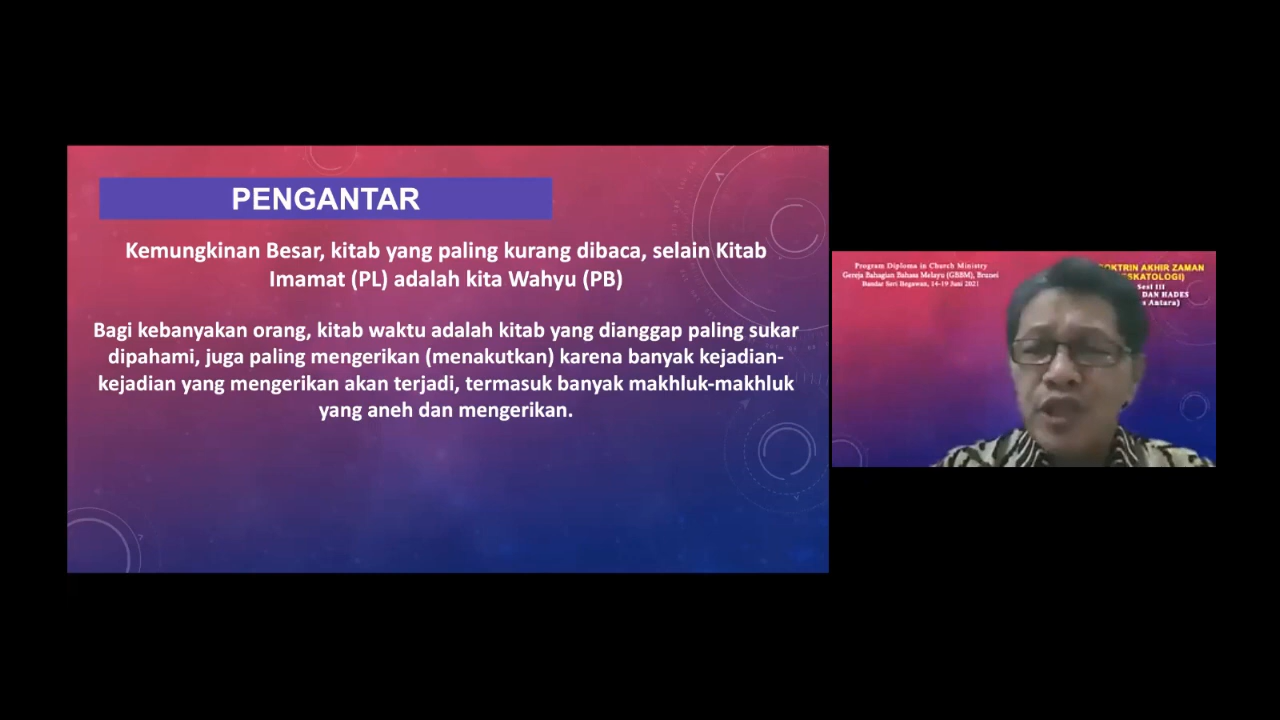 PENGANTAR
Kemungkinan Besar, kitab yang paling kurang dibaca, selain Kitab
Imamat (PL) adalah kita Wahyu (PB)
Bagi kebanyakan orang, kitab waktu adalah kitab yang dianggap paling sukar
dipahami, juga paling mengerikan (menakutkan) karena banyak kejadian-
kejadian yang mengerikan akan terjadi, termasuk banyak makhluk-makhluk
yang aneh dan mengerikan.
Program Diploma in Church Ministry
Gereja Bahagian Bahasa Melayu (GBBM), Brunei
Bandar Seri Begawan, 14-19 Juni 2021
AKHIR ZAMAN
Sesi III
DAN HADES
Antara)